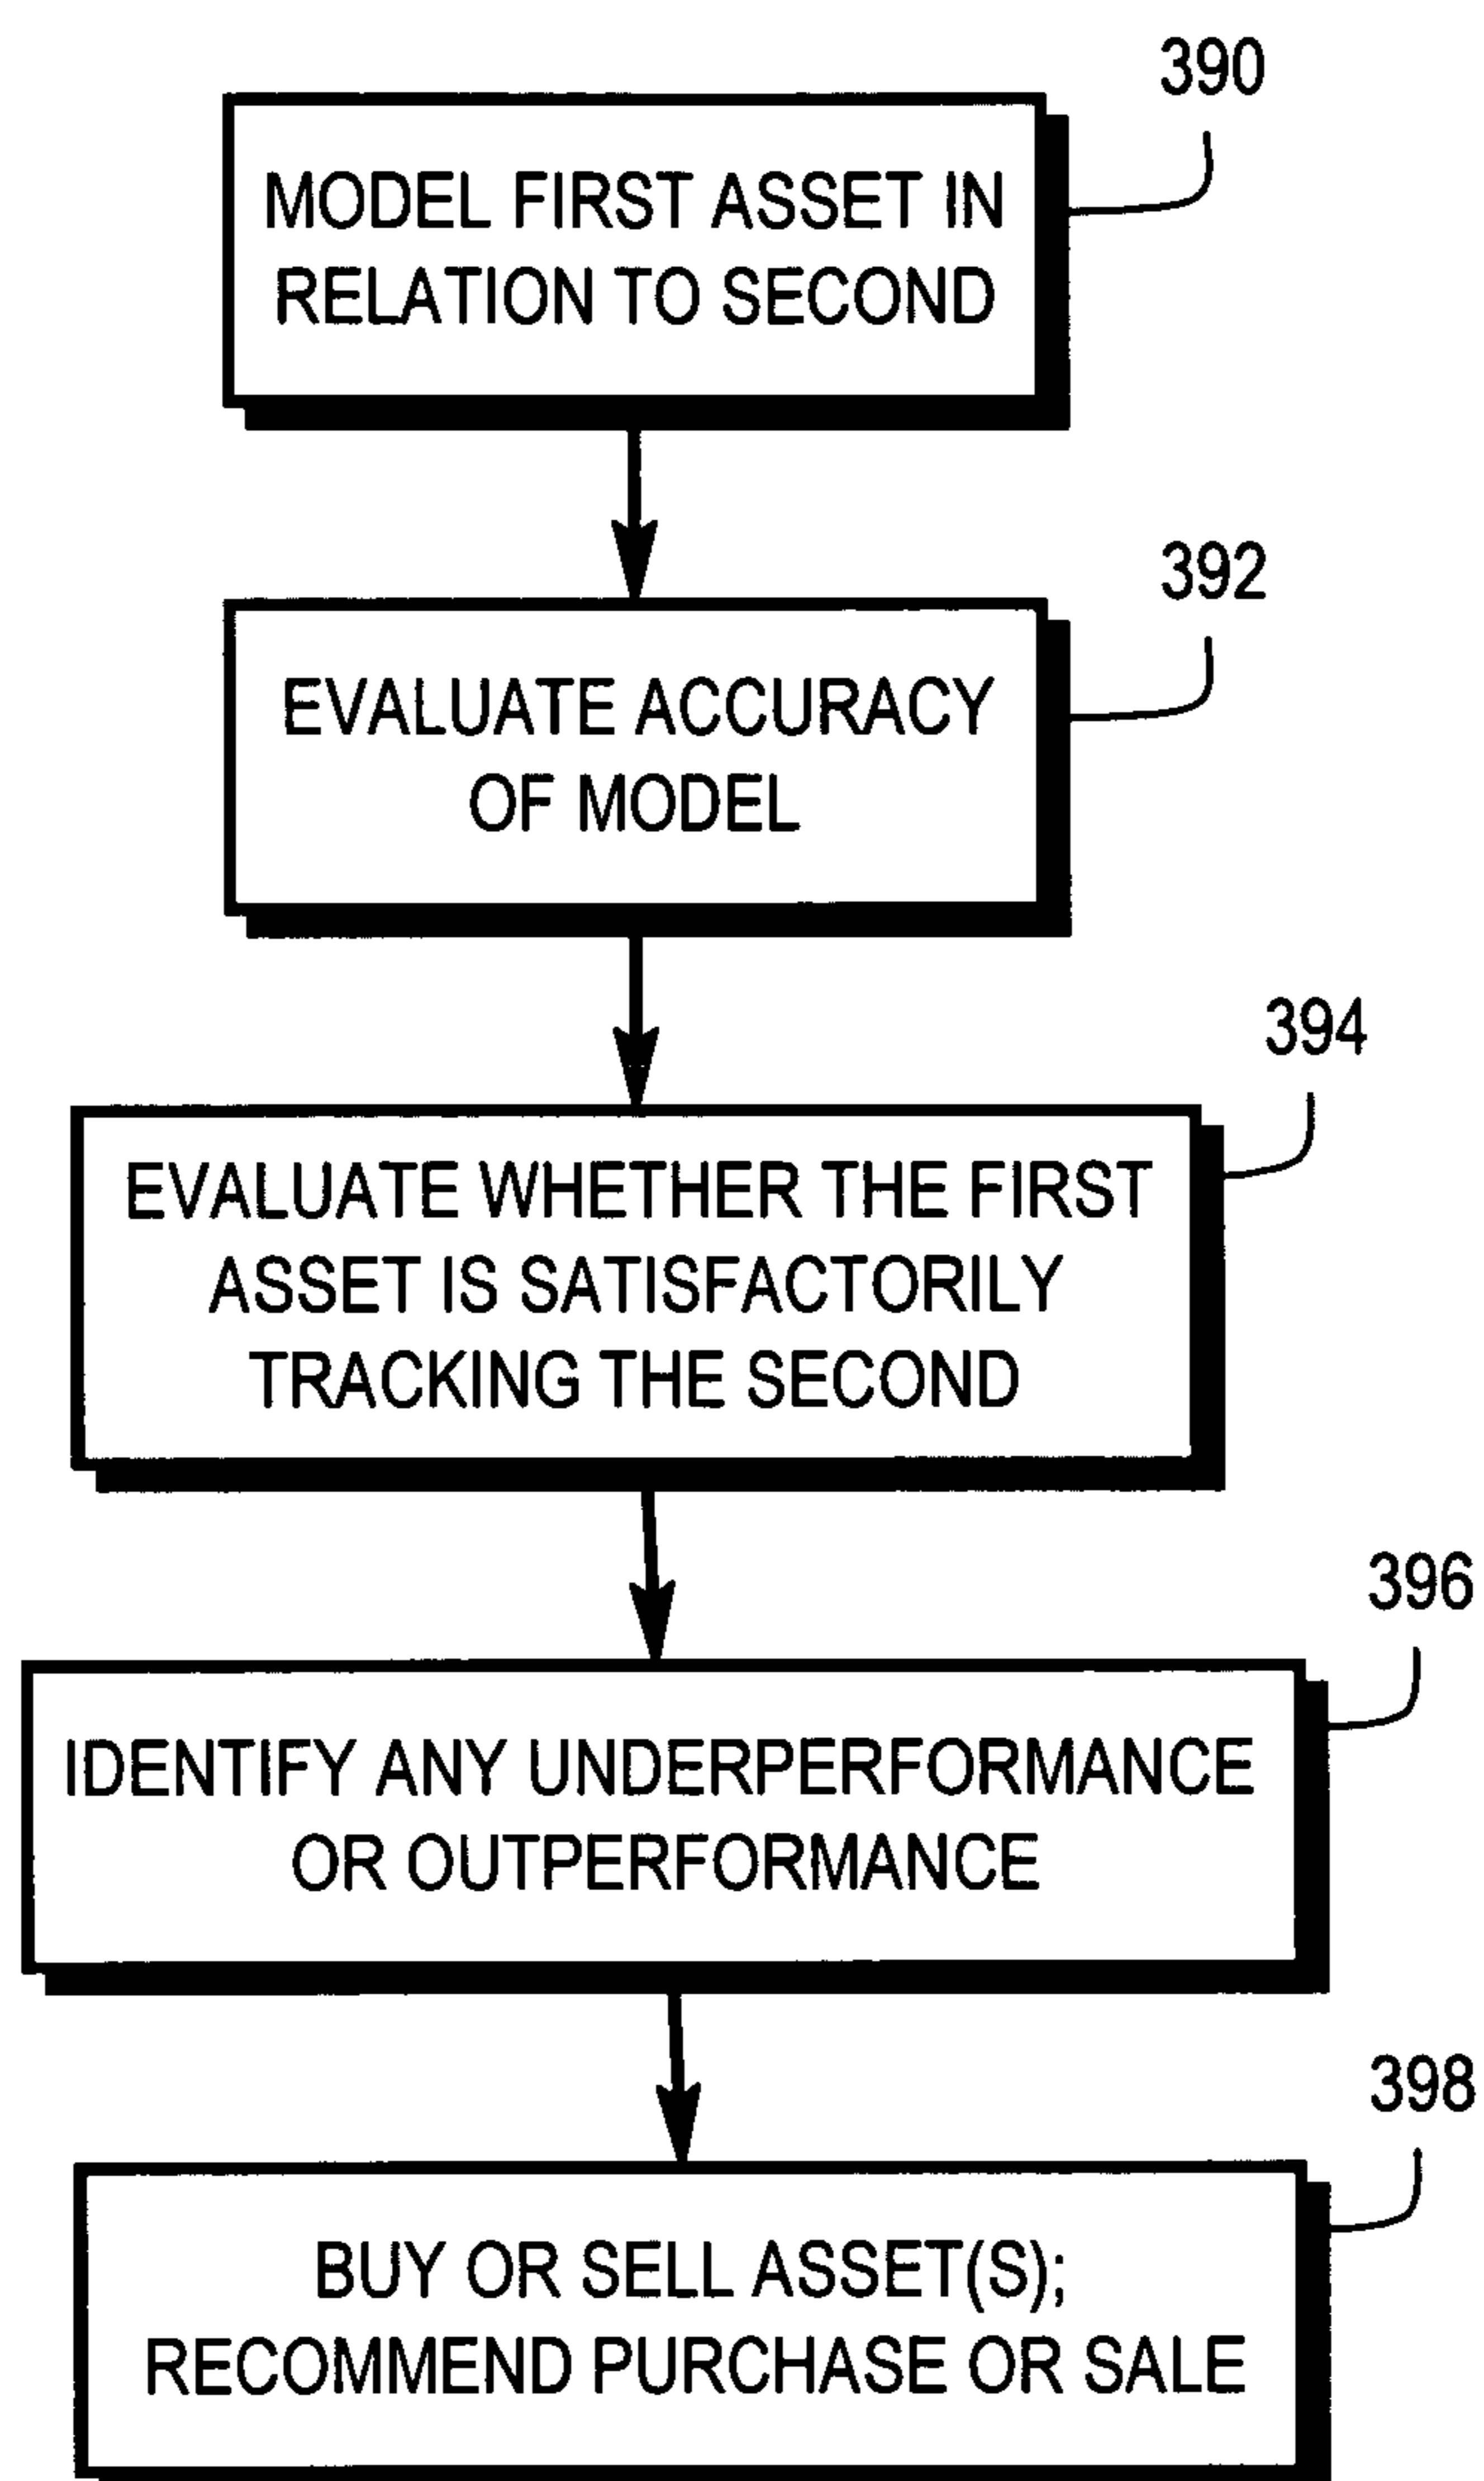 390
MODEL FIRST ASSET IN
RELATION TO SECOND
392
EVALUATE ACCURACY
OF MODEL
394
EVALUATE WHETHER THE FIRST
ASSET IS SATISFACTORILY
TRACKING THE SECOND
396
IDENTIFY ANY UNDERPERFORMANCE
OR OUTPERFORMANCE
398
BUY OR SELL ASSET(S);
RECOMMEND PURCHASE OR SALE